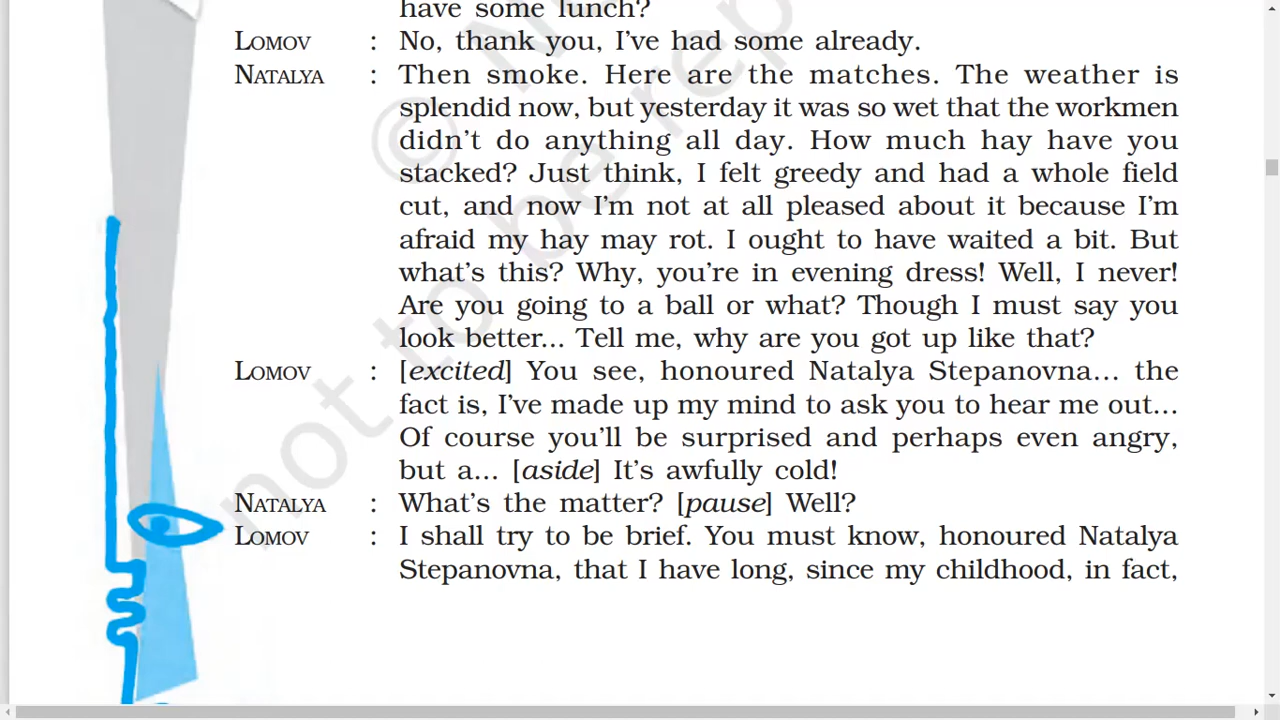 have some lunch?
LOMOV : No, thank you, I've had some already.
NATALYA : Then smoke. Here are the matches. The weather is
splendid now, but yesterday it was so wet that the workmen
didn't do anything all day. How much hay have you
stacked? Just think, I felt greedy and had a whole field
cut, and now I'm not at all pleased about it because I'm
afraid my hay may rot. I ought to have waited a bit. But
what's this? Why, you're in evening dress! Well, I never!
Are you going to a ball or what? Though I must say you
look better... Tell me, why are you got up like that?
LOMOV : [excited] You see, honoured Natalya Stepanovna... the
fact is, I've made up my mind to ask you to hear me out...
Of course you'll be surprised and perhaps even angry,
but a... [aside] It's awfully cold!
NATALYA : What's the matter? [pause] Well?
LOMOV : I shall try to be brief. You must know, honoured Natalya
Stepanovna, that I have long, since my childhood, in fact,
© N
not to be rep